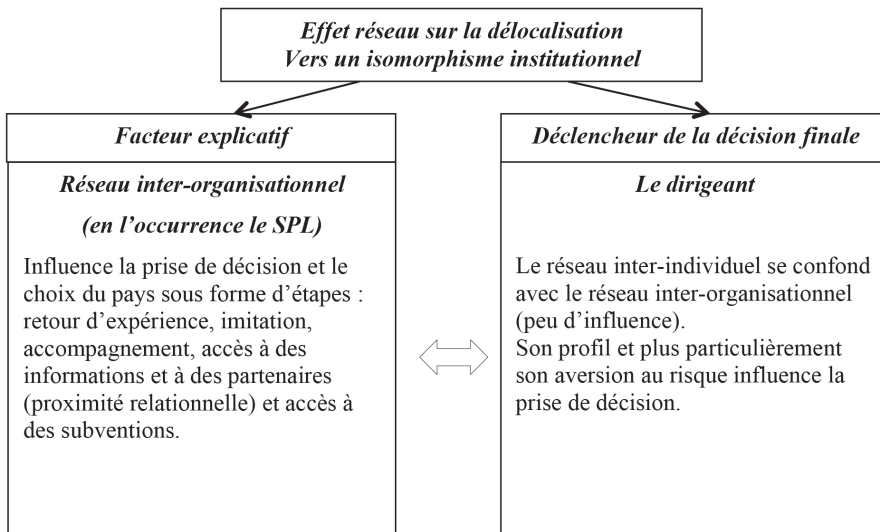 Effet réseau sur la délocalisation
Vers un isomorphisme institutionnel
Facteur explicatif
Réseau inter-organisationnel
(en l’occurrence le SPL)
Influence la prise de décision et le
choix du pays sous forme d’étapes :
retour d’expérience, imitation,
accompagnement, accès à des
informations et à des partenaires
(proximité relationnelle) et accès à
des subventions.
Déclencheur de la décision finale
Le dirigeant
Le réseau inter-individuel se confond
avec le réseau inter-organisationnel
(peu d’influence).
Son profil et plus particulièrement
son aversion au risque influence la
prise de décision.